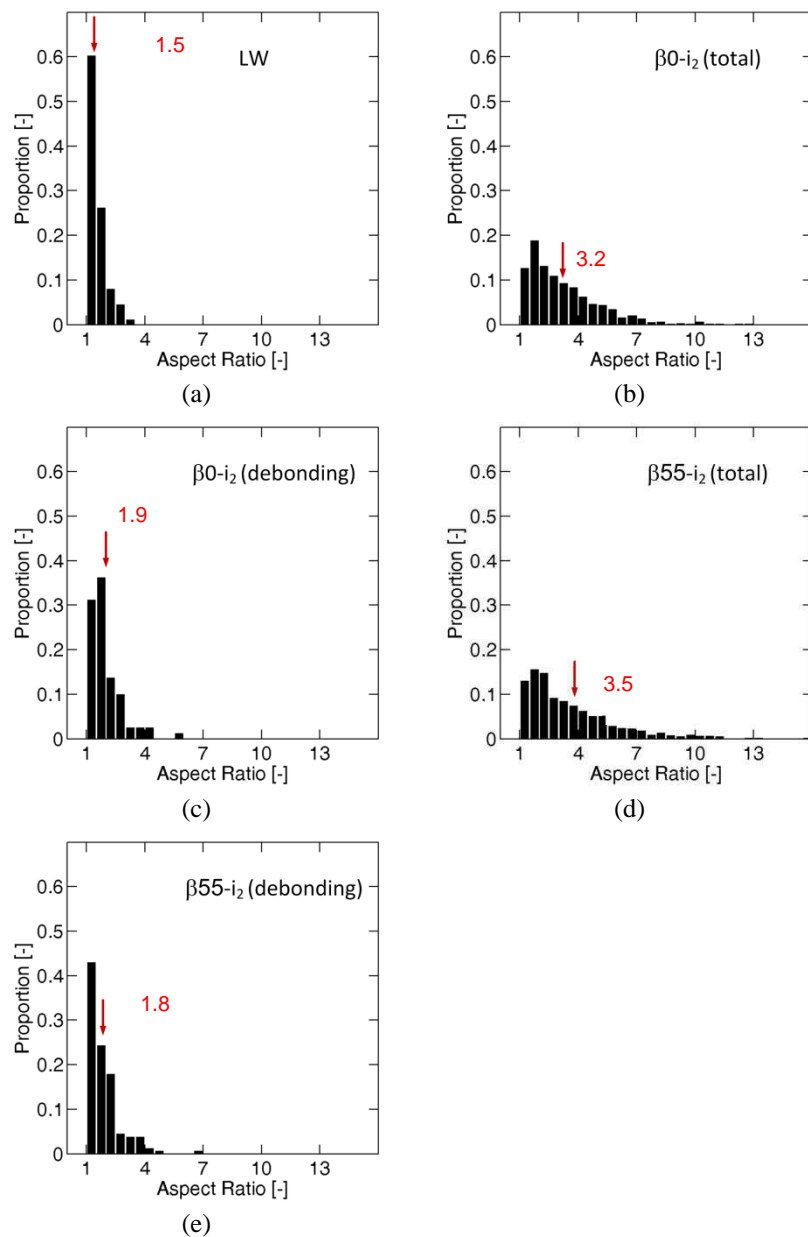 LW
1.5
Proportion [-]
0.6
0.5
0.4
0.3
0.2
0.1
0
1 4 7 10 13
Aspect Ratio [-]
(a)
β0-i₂ (total)
3.2
Proportion [-]
0.6
0.5
0.4
0.3
0.2
0.1
0
1 4 7 10 13
Aspect Ratio [-]
(b)
β0-i₂ (debonding)
1.9
Proportion [-]
0.6
0.5
0.4
0.3
0.2
0.1
0
1 4 7 10 13
Aspect Ratio [-]
(c)
β55-i₂ (total)
3.5
Proportion [-]
0.6
0.5
0.4
0.3
0.2
0.1
0
1 4 7 10 13
Aspect Ratio [-]
(d)
β55-i₂ (debonding)
1.8
Proportion [-]
0.6
0.5
0.4
0.3
0.2
0.1
0
1 4 7 10 13
Aspect Ratio [-]
(e)